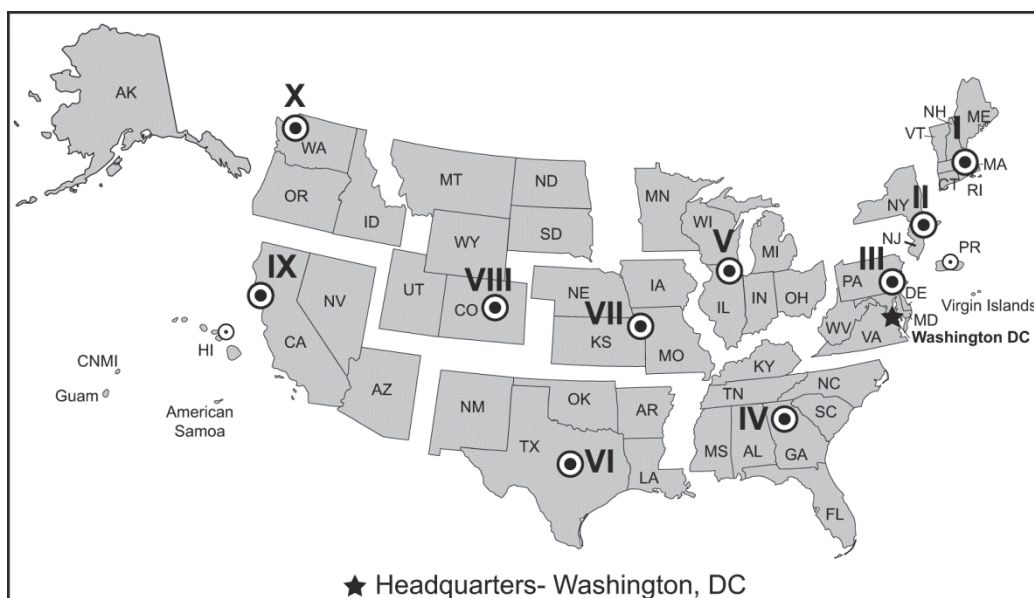 AK
X
WA
OR
ID
MT
ND
SD
WY
MN
WI
MI
V
IL
IN
OH
NH
I
ME
VT
MA
CT
RI
II
NY
NJ
PR
III
PA
DE
Virgin Islands
MD
WV
VA
Washington DC
IX
NV
CA
UT
VIII
CO
AZ
NE
IA
VII
KS
MO
HI
CNMI
Guam
American
Samoa
NM
OK
AR
TX
VI
LA
KY
TN
NC
IV
SC
MS
AL
GA
FL
Headquarters- Washington, DC